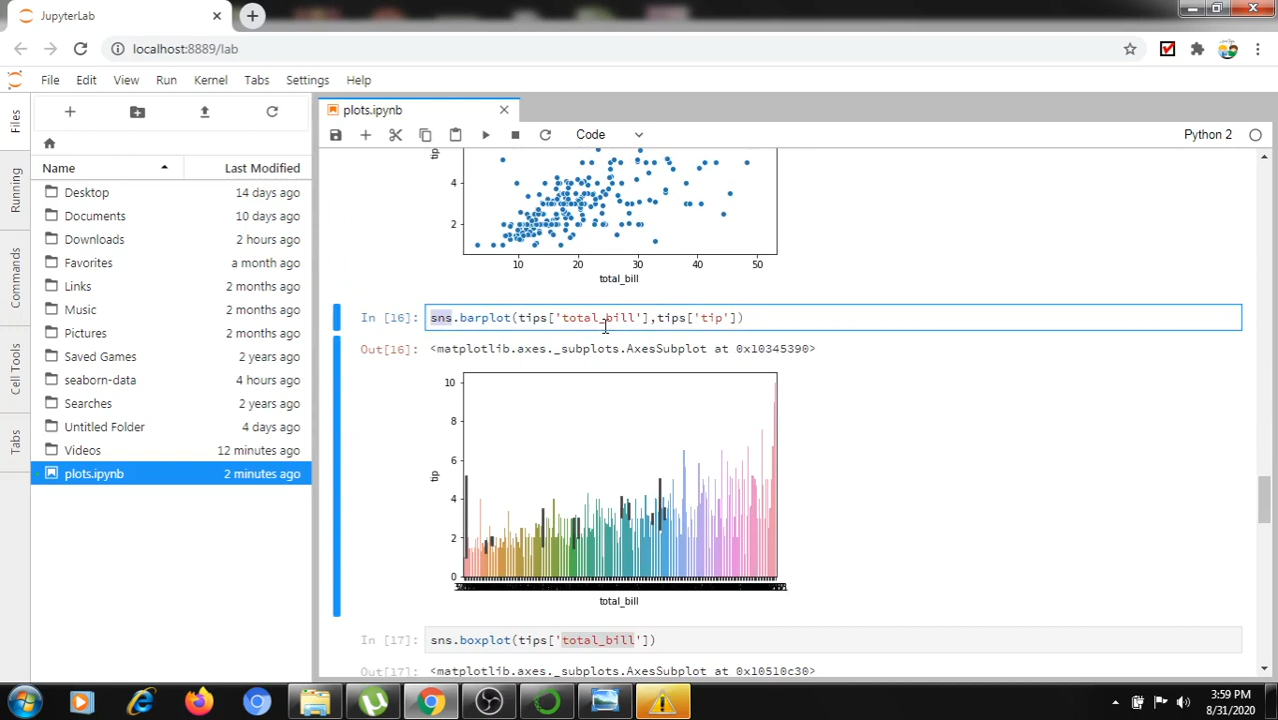 JupyterLab
localhost:8889/lab
File Edit View Run Kernel Tabs Settings Help
plots.ipynb
Code
Python 2
Files
Running
Commands
Cell Tools
Tabs
Name Last Modified
Desktop 14 days ago
Documents 10 days ago
Downloads 2 hours ago
Favorites a month ago
Links 2 months ago
Music 2 months ago
Pictures 2 months ago
Saved Games 2 years ago
seaborn-data 4 hours ago
Searches 2 years ago
Untitled Folder 4 days ago
Videos 12 minutes ago
plots.ipynb 2 minutes ago
tip
4
2
10 20 30 40 50
total_bill
In [16]: sns.barplot(tips['total_bill'],tips['tip'])
Out[16]: <matplotlib.axes._subplots.AxesSubplot at 0x10345390>
10
8
6
tip
4
2
0
total_bill
In [17]: sns.boxplot(tips['total_bill'])
Out[17]: <matplotlib.axes._subplots.AxesSubplot at 0x10510c30>
3:59 PM
8/31/2020